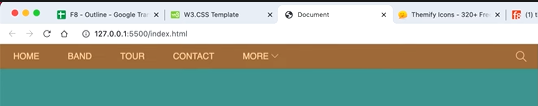 F8 - Outline - Google Tra
W3.CSS Template
Document
Themify Icons - 320+ Fre
(1) t
127.0.0.1:5500/index.html
HOME BAND TOUR CONTACT MORE